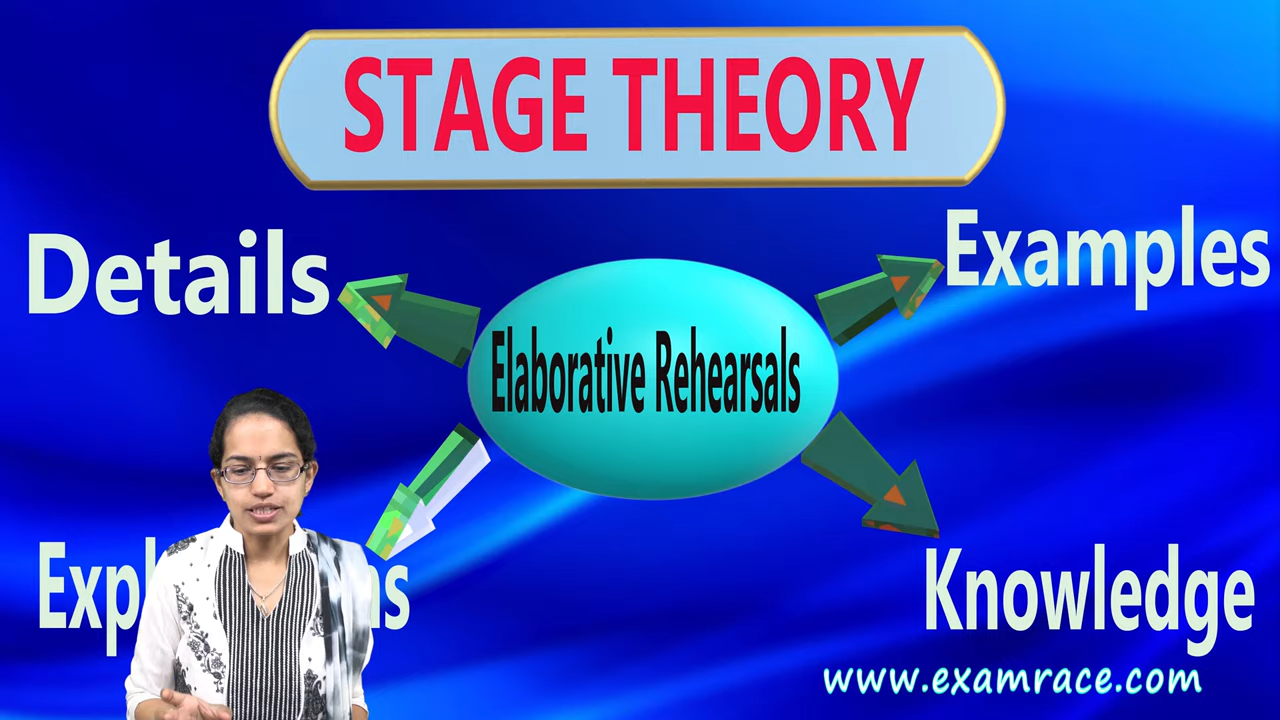 STAGE THEORY
Details
Examples
Elaborative Rehearsals
Knowledge
www.examrace.com